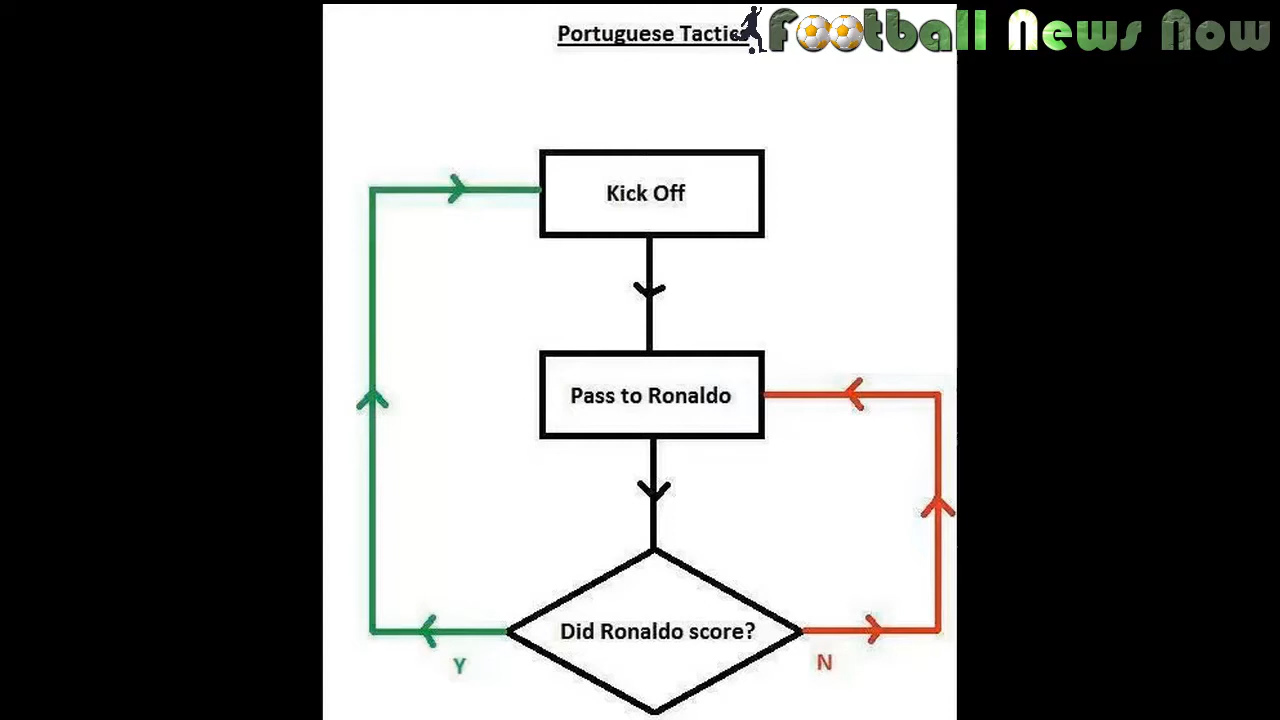 Portuguese Tactic
Football News Now
Kick Off
Pass to Ronaldo
Did Ronaldo score?
Y
N